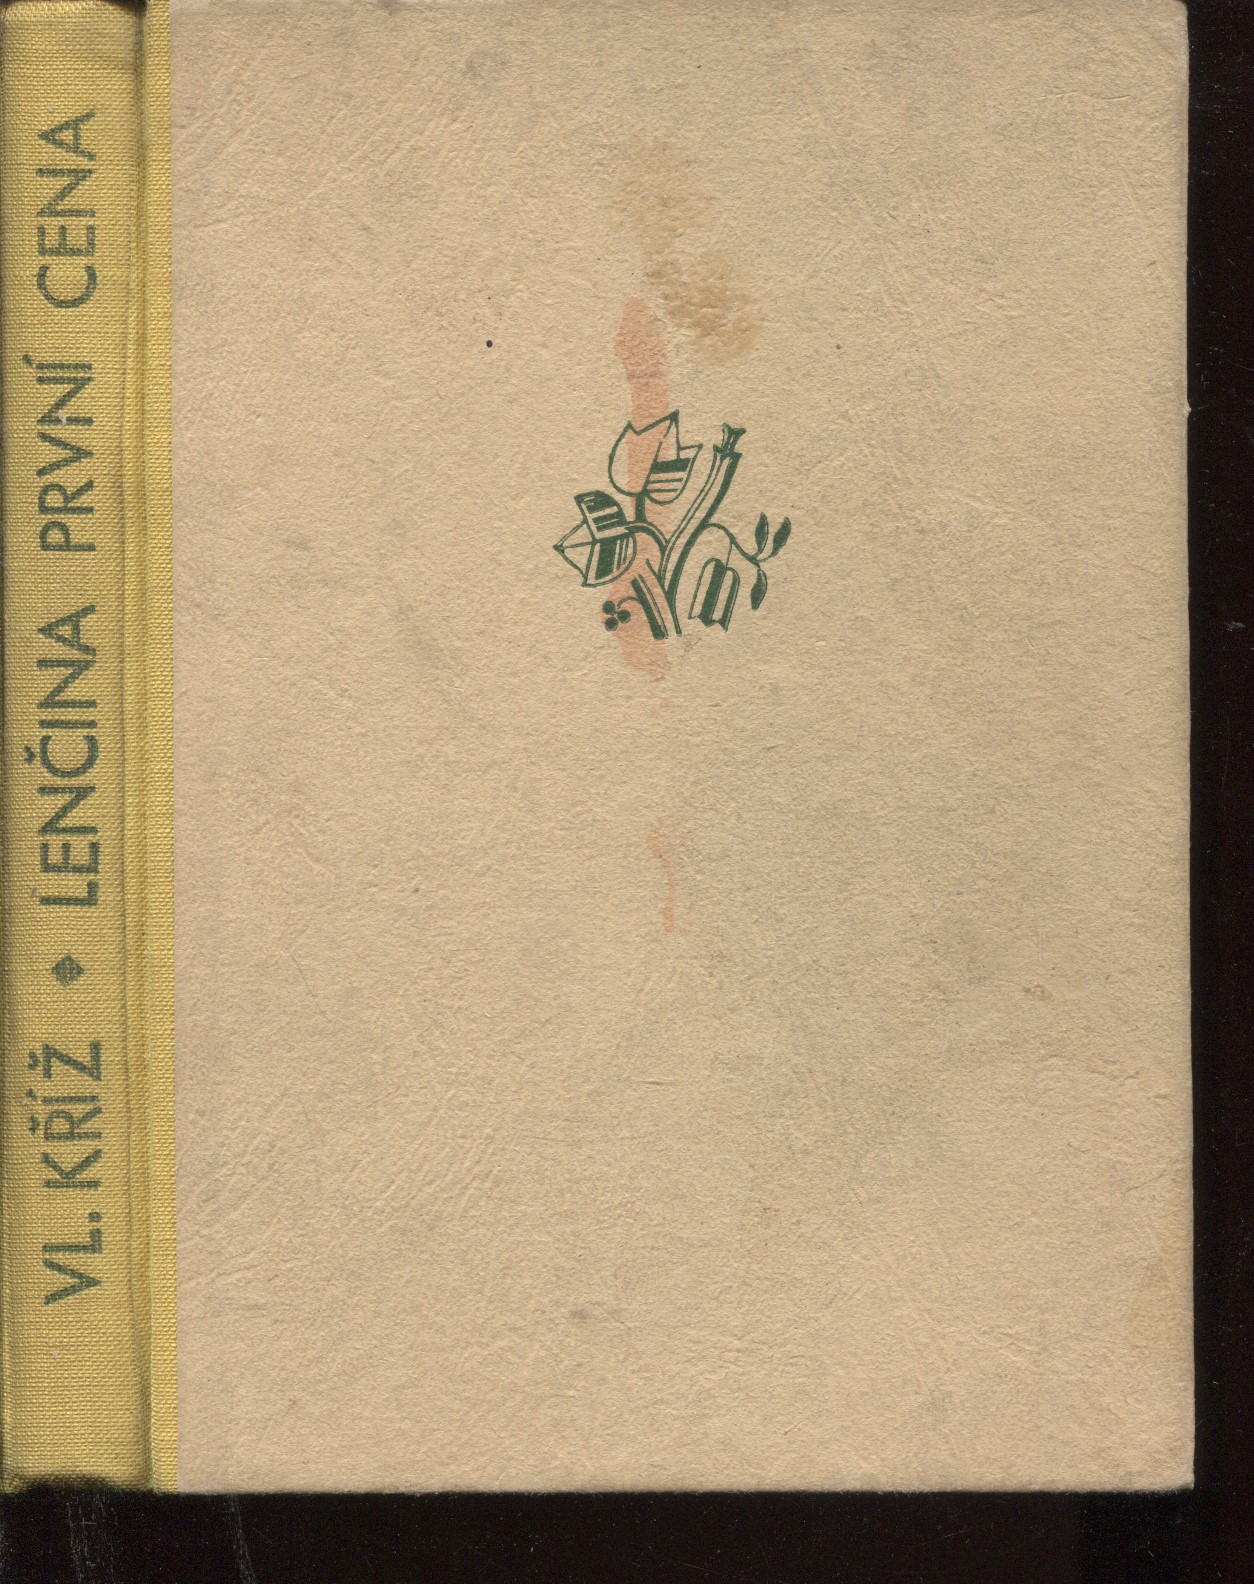 VL. KŘÍŽ ◆ LENČINA PRVNÍ CENA